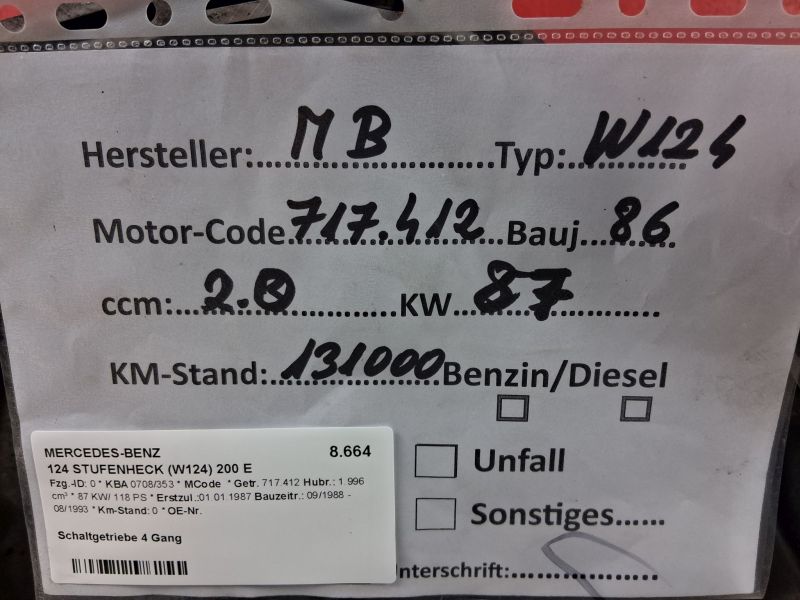 Hersteller: MB Typ: W124
Motor-Code 717.412 Bauj. 86
ccm: 2.0 KW 87
KM-Stand: 131000 Benzin/Diesel
Unfall
Sonstiges......
Unterschrift:
MERCEDES-BENZ 8.664
124 STUFENHECK (W124) 200 E
Fzg.-ID: 0 * KBA 0708/353 * MCode * Getr. 717.412 Hubr.: 1.996
cm³ * 87 KW/ 118 PS * Erstzul.:01 01 1987 Bauzeitr.: 09/1988 -
08/1993 * Km-Stand: 0 * OE-Nr.
Schaltgetriebe 4 Gang